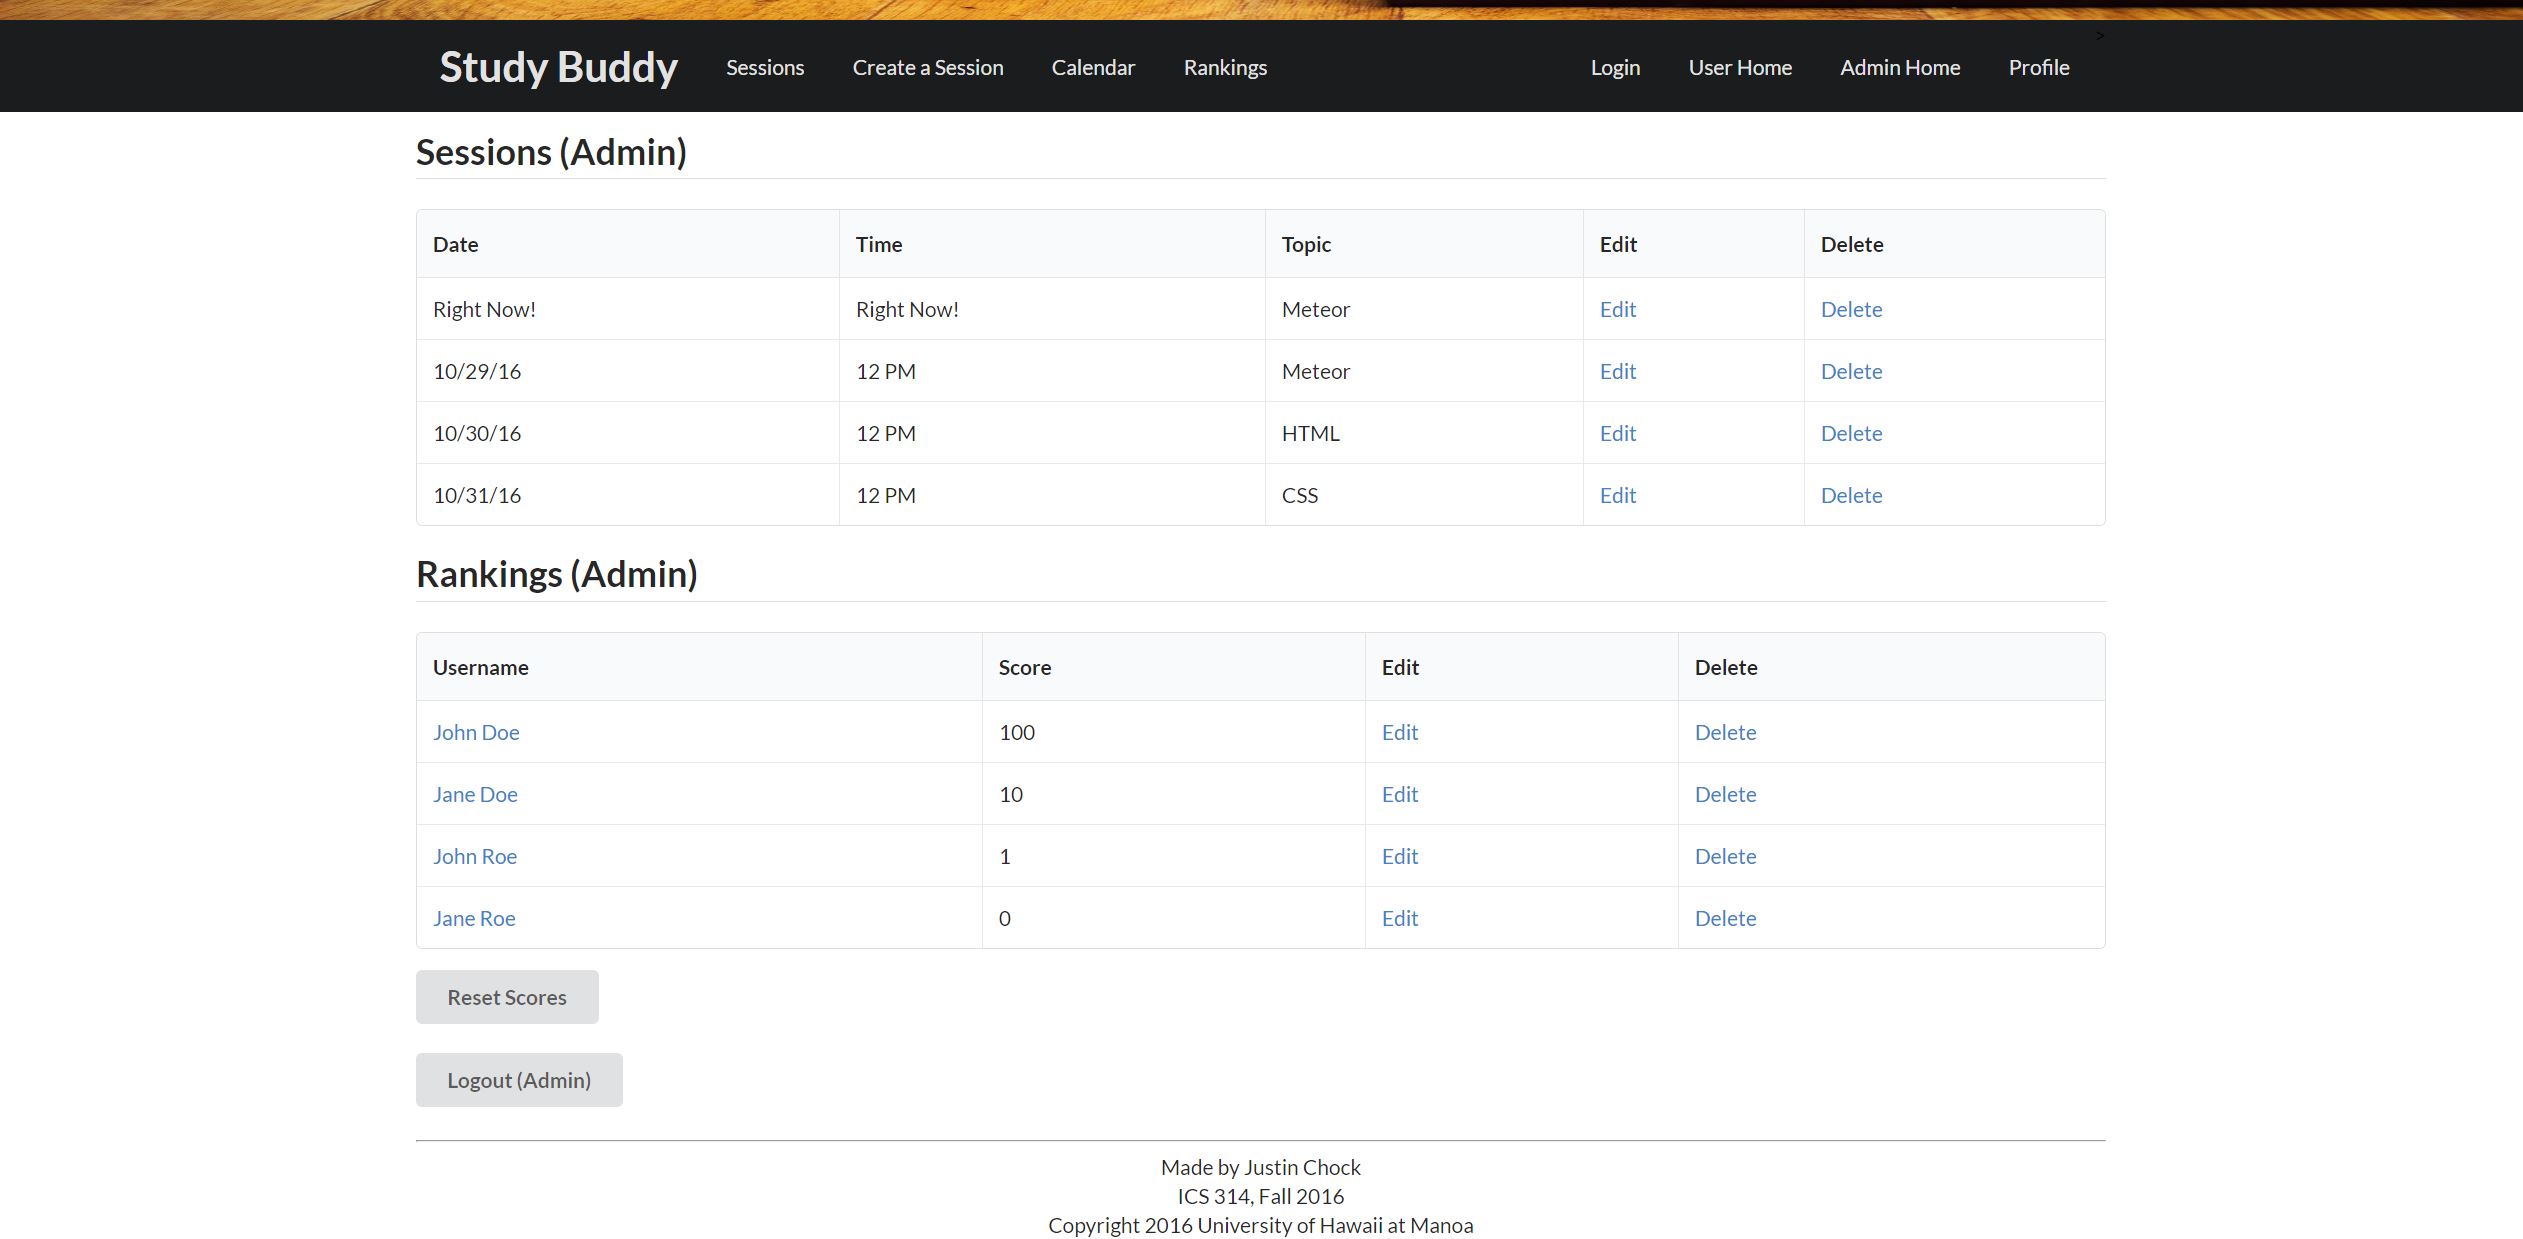 >
Study Buddy Sessions Create a Session Calendar Rankings Login User Home Admin Home Profile
Sessions (Admin)
Date Time Topic Edit Delete
Right Now! Right Now! Meteor Edit Delete
10/29/16 12 PM Meteor Edit Delete
10/30/16 12 PM HTML Edit Delete
10/31/16 12 PM CSS Edit Delete
Rankings (Admin)
Username Score Edit Delete
John Doe 100 Edit Delete
Jane Doe 10 Edit Delete
John Roe 1 Edit Delete
Jane Roe 0 Edit Delete
Reset Scores
Logout (Admin)
Made by Justin Chock
ICS 314, Fall 2016
Copyright 2016 University of Hawaii at Manoa